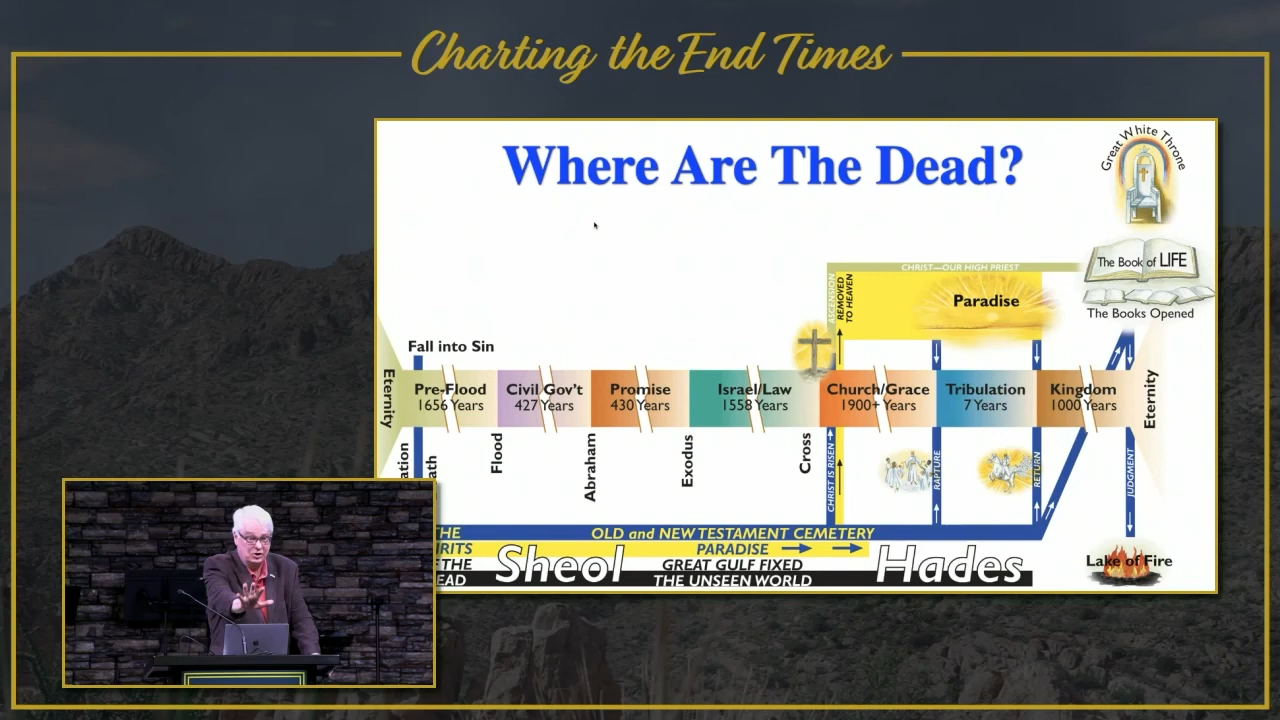 Charting the End Times
Where Are The Dead?
Great White Throne
The Book of LIFE
The Books Opened
CHRIST—OUR HIGH PRIEST
ASCENSION
REMOVED
TO HEAVEN
Paradise
Fall into Sin
Eternity
Pre-Flood
1656 Years
Civil Gov't
427 Years
Promise
430 Years
Israel/Law
1558 Years
Church/Grace
1900+ Years
Tribulation
7 Years
Kingdom
1000 Years
Eternity
Flood
Abraham
Exodus
Cross
CHRIST IS RISEN
RAPTURE
RETURN
JUDGMENT
THE
OLD and NEW TESTAMENT CEMETERY
PARADISE
Sheol
GREAT GULF FIXED
Hades
THE UNSEEN WORLD
Lake of Fire